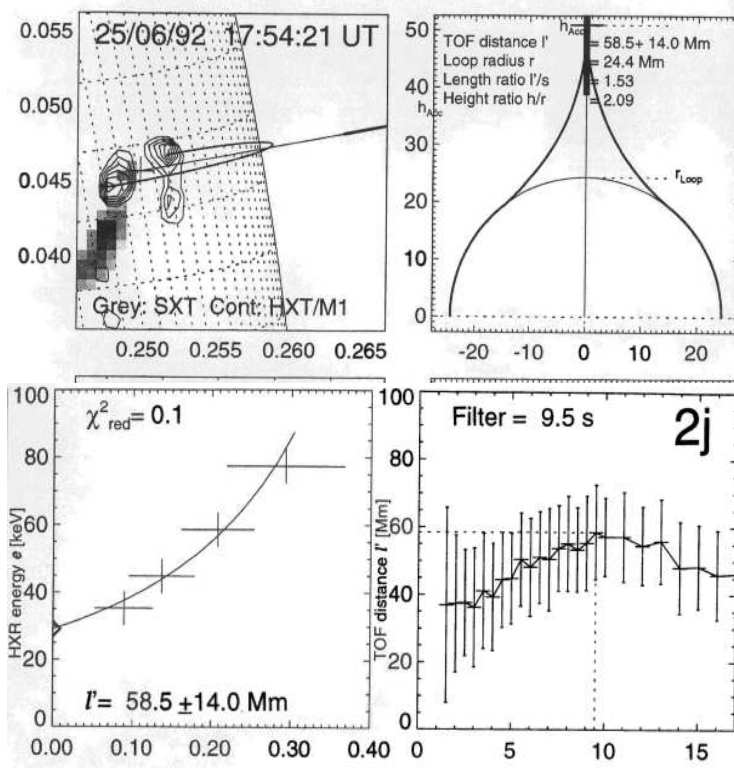 25/06/92 17:54:21 UT
0.055
0.050
0.045
0.040
Grey: SXT Cont: HXT/M1
0.250 0.255 0.260 0.265
50
40
30
20
10
0
h_Acc
h_Acc
TOF distance l' = 58.5+ 14.0 Mm
Loop radius r = 24.4 Mm
Length ratio l'/s = 1.53
Height ratio h/r = 2.09
r_Loop
-20 -10 0 10 20
100
80
60
40
20
0
HXR energy e [keV]
χ²_red = 0.1
l'= 58.5 ±14.0 Mm
0.00 0.10 0.20 0.30 0.40
100
80
60
40
20
0
TOF distance l' [Mm]
Filter = 9.5 s
2j
0 5 10 15